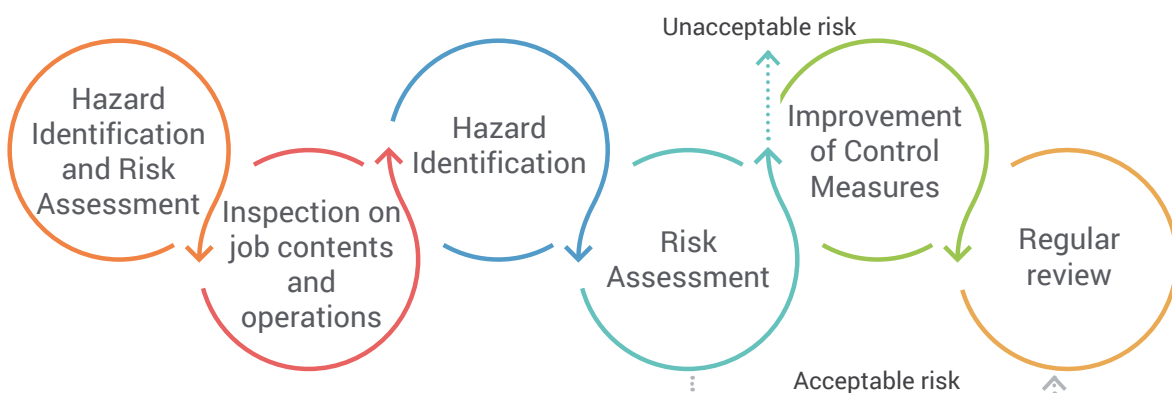 Unacceptable risk
Hazard
Identification
and Risk
Assessment
Inspection on
job contents
and
operations
Hazard
Identification
Risk
Assessment
Improvement
of Control
Measures
Regular
review
Acceptable risk